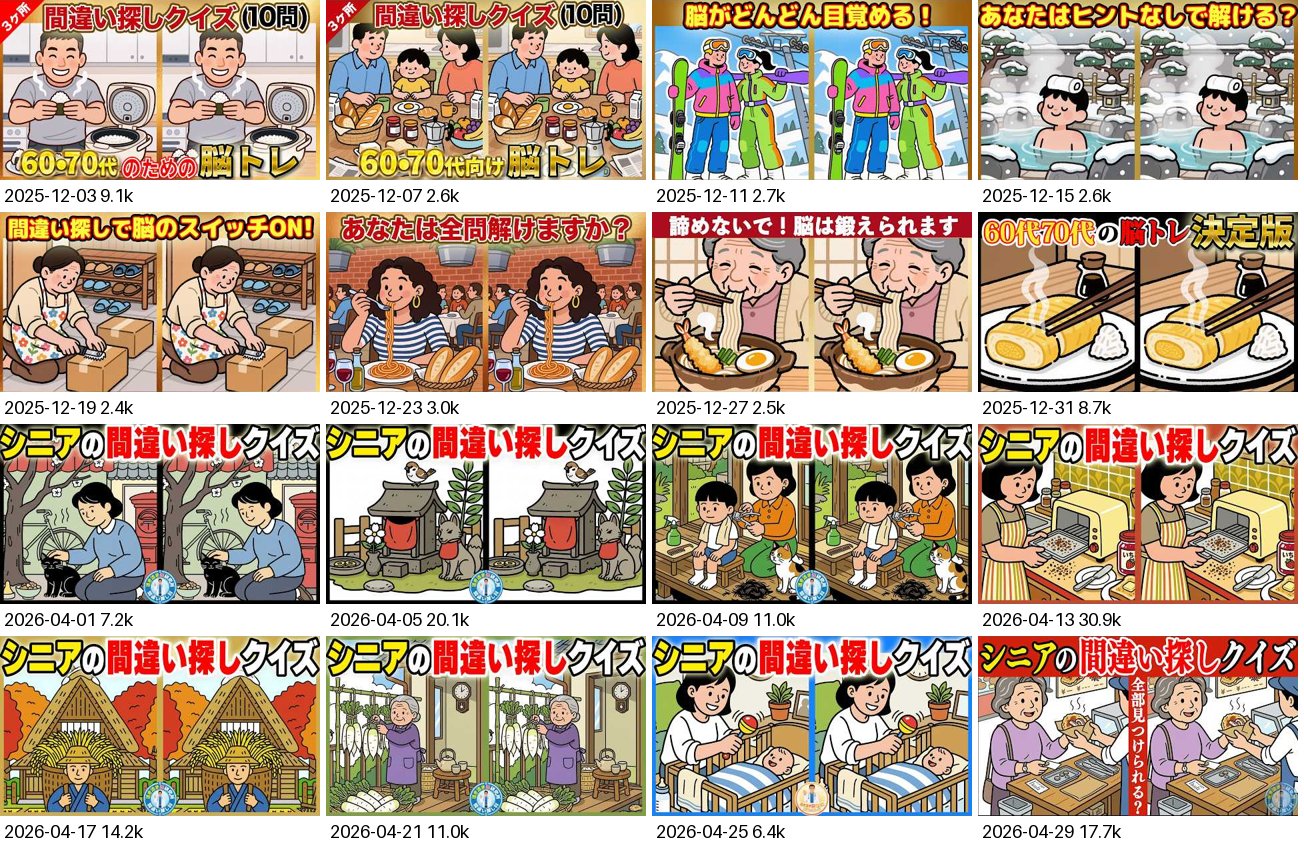 3ヶ所
間違い探しクイズ(10問)
60・70代のための脳トレ
2025-12-03 9.1k
3ヶ所
間違い探しクイズ(10問)
60・70代向け脳トレ
2025-12-07 2.6k
脳がどんどん目覚める!
2025-12-11 2.7k
あなたはヒントなしで解ける?
2025-12-15 2.6k
間違い探しで脳のスイッチON!
2025-12-19 2.4k
あなたは全問解けますか?
2025-12-23 3.0k
諦めないで!脳は鍛えられます
2025-12-27 2.5k
60代70代の脳トレ決定版
2025-12-31 8.7k
シニアの間違い探しクイズ
2026-04-01 7.2k
シニアの間違い探しクイズ
2026-04-05 20.1k
シニアの間違い探しクイズ
2026-04-09 11.0k
シニアの間違い探しクイズ
2026-04-13 30.9k
シニアの間違い探しクイズ
2026-04-17 14.2k
シニアの間違い探しクイズ
2026-04-21 11.0k
シニアの間違い探しクイズ
2026-04-25 6.4k
シニアの間違い探しクイズ
全部見つけられる?
2026-04-29 17.7k